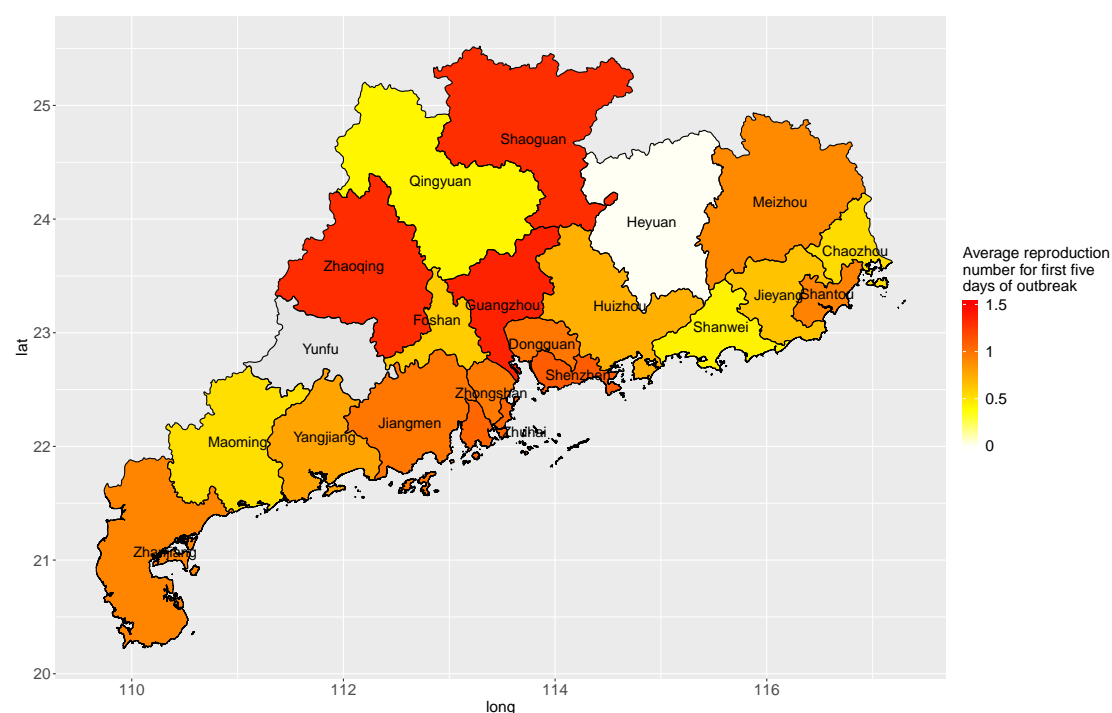 25
24
23
22
21
20
lat
110
112
114
116
long
Shaoguan
Qingyuan
Meizhou
Heyuan
Chaozhou
Zhaoqing
Jieyang
Shantou
Guangzhou
Huizhou
Foshan
Shanwei
Yunfu
Dongguan
Shenzhen
Zhongshan
Jiangmen
Zhuhai
Maoming
Yangjiang
Zhanjiang
Average reproduction
number for first five
days of outbreak
1.5
1
0.5
0